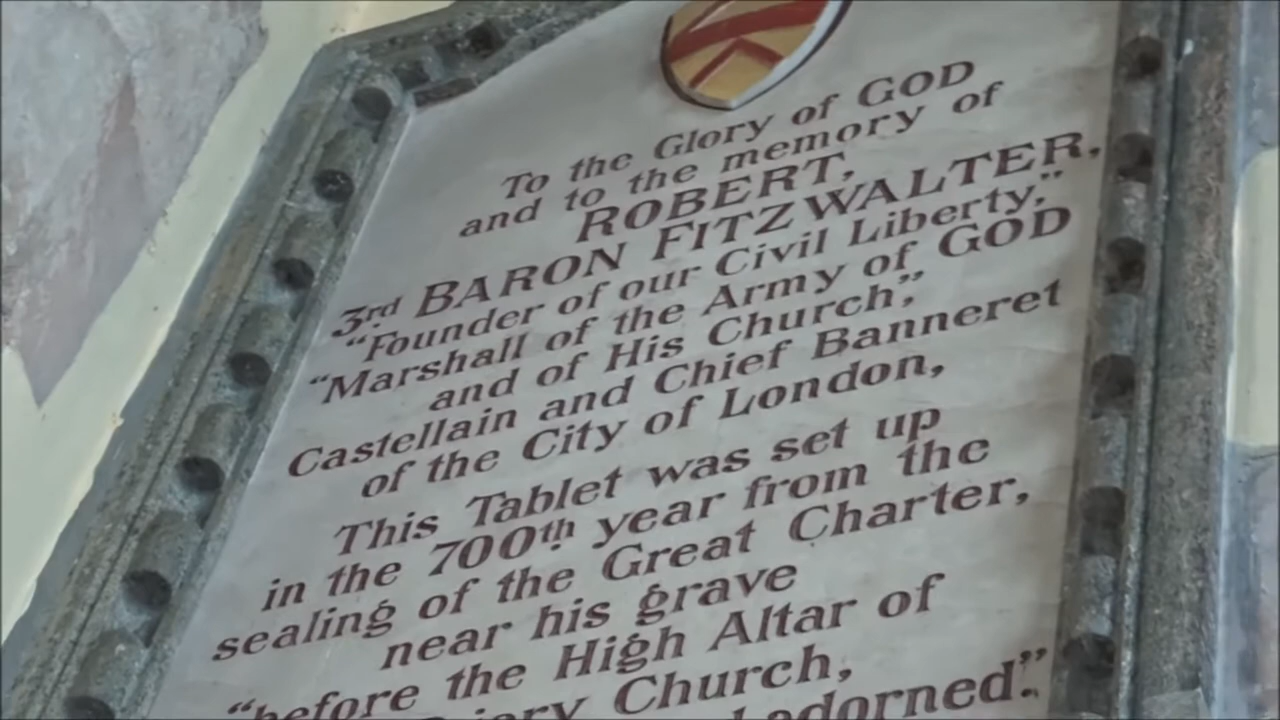 To the Glory of GOD
and to the memory of
ROBERT,
3rd BARON FITZWALTER,
"Founder of our Civil Liberty,"
"Marshall of the Army of GOD
and of His Church,"
Castellain and Chief Banneret
of the City of London,
This Tablet was set up
in the 700th year from the
sealing of the Great Charter,
near his grave
"before the High Altar of
Church,
adorned".